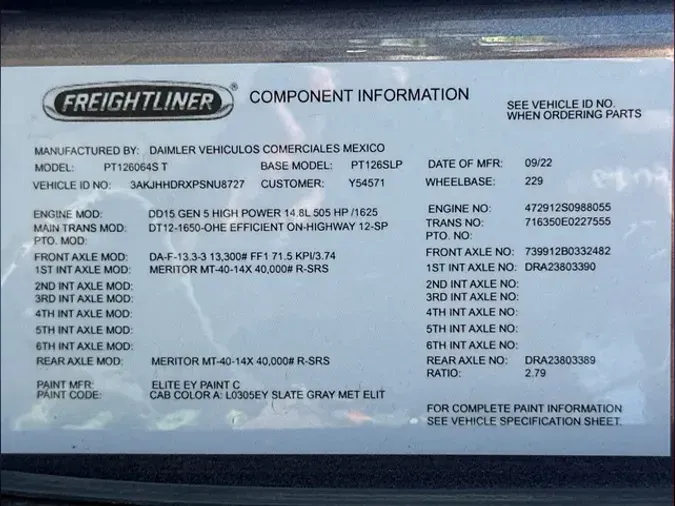 FREIGHTLINER ® COMPONENT INFORMATION
SEE VEHICLE ID NO.
WHEN ORDERING PARTS
MANUFACTURED BY: DAIMLER VEHICULOS COMERCIALES MEXICO
MODEL: PT126064S T BASE MODEL: PT126SLP DATE OF MFR: 09/22
VEHICLE ID NO: 3AKJHHDRXPSNU8727 CUSTOMER: Y54571 WHEELBASE: 229
ENGINE MOD: DD15 GEN 5 HIGH POWER 14.8L 505 HP /1625 ENGINE NO: 472912S0988055
MAIN TRANS MOD: DT12-1650-OHE EFFICIENT ON-HIGHWAY 12-SP TRANS NO: 716350E0227555
PTO. MOD: PTO. NO:
FRONT AXLE MOD: DA-F-13.3-3 13,300# FF1 71.5 KPI/3.74 FRONT AXLE NO: 739912B0332482
1ST INT AXLE MOD: MERITOR MT-40-14X 40,000# R-SRS 1ST INT AXLE NO: DRA23803390
2ND INT AXLE MOD: 2ND INT AXLE NO:
3RD INT AXLE MOD: 3RD INT AXLE NO:
4TH INT AXLE MOD: 4TH INT AXLE NO:
5TH INT AXLE MOD: 5TH INT AXLE NO:
6TH INT AXLE MOD: 6TH INT AXLE NO:
REAR AXLE MOD: MERITOR MT-40-14X 40,000# R-SRS REAR AXLE NO: DRA23803389
RATIO: 2.79
PAINT MFR: ELITE EY PAINT C
PAINT CODE: CAB COLOR A: L0305EY SLATE GRAY MET ELIT
FOR COMPLETE PAINT INFORMATION
SEE VEHICLE SPECIFICATION SHEET.